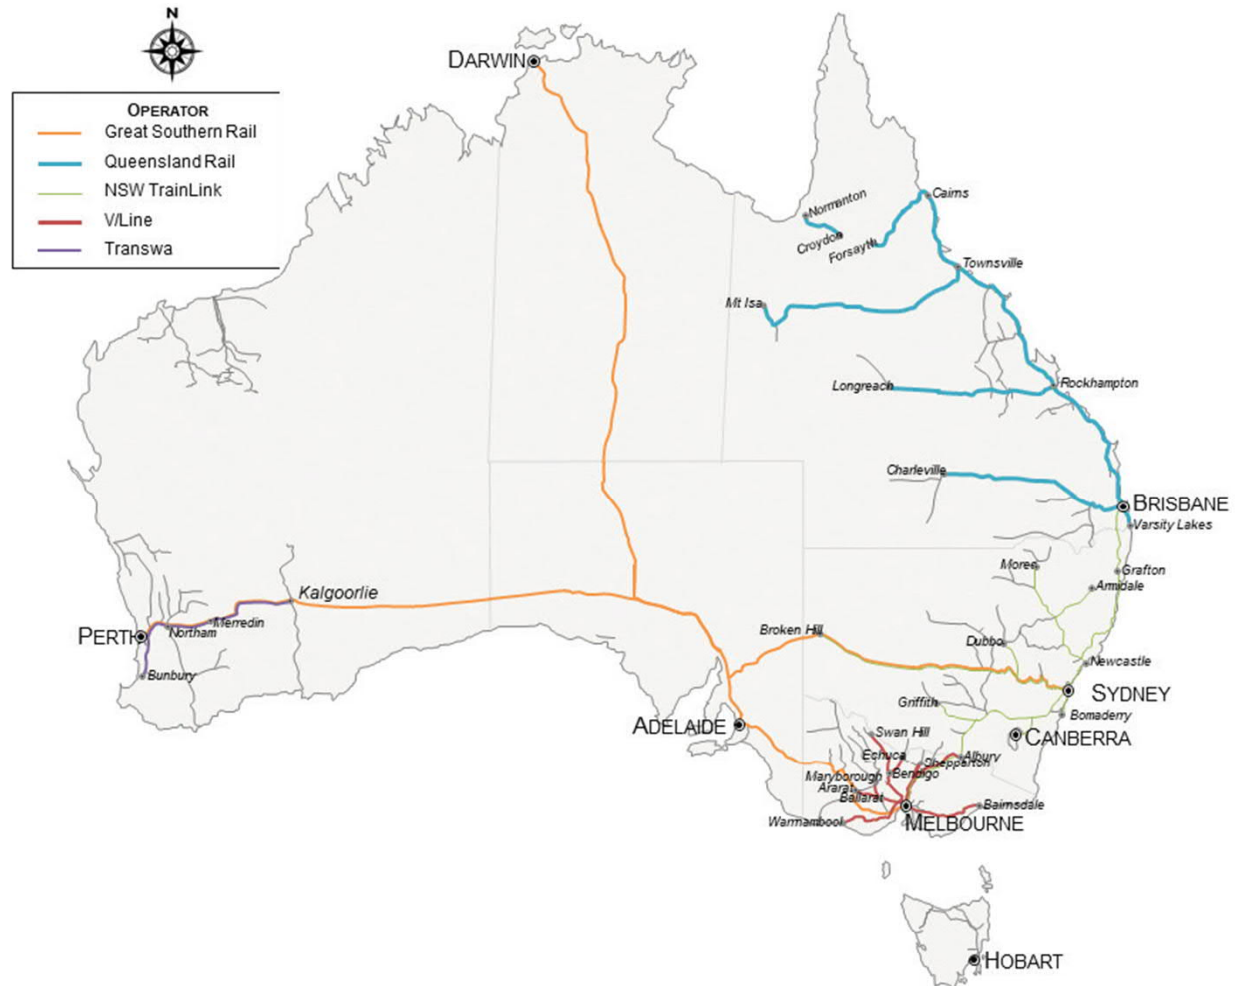 N
OPERATOR
Great Southern Rail
Queensland Rail
NSW TrainLink
V/Line
Transwa
DARWIN
Normanton
Croydon
Forsayth
Cairns
Townsville
Mt Isa
Longreach
Rockhampton
Charleville
BRISBANE
Varsity Lakes
Moree
Grafton
Armidale
Kalgoorlie
PERTH
Northam
Merredin
Bunbury
Broken Hill
Dubbo
Newcastle
SYDNEY
Griffith
Bomaderry
ADELAIDE
CANBERRA
Swan Hill
Echuca
Albury
Shepparton
Maryborough
Bendigo
Ararat
Ballarat
Bairnsdale
Warrnambool
MELBOURNE
HOBART